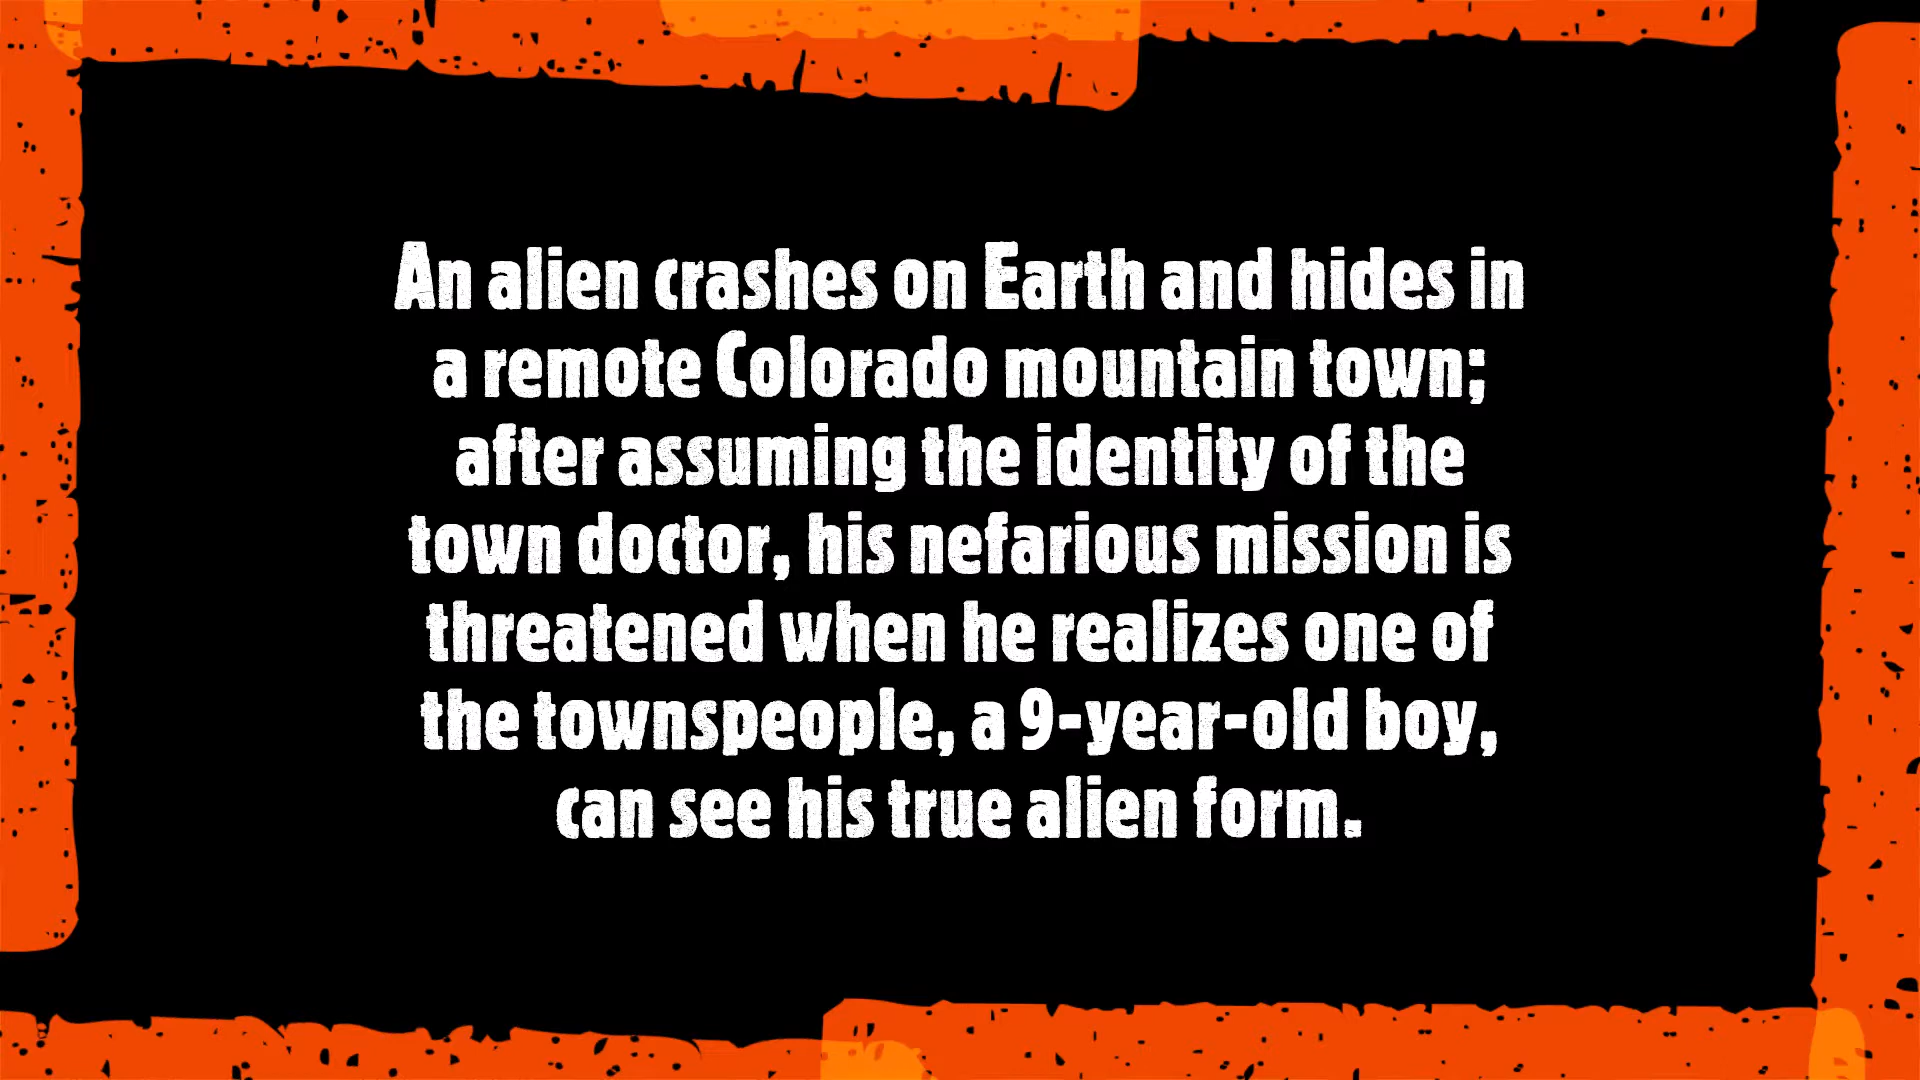 An alien crashes on Earth and hides in
a remote Colorado mountain town;
after assuming the identity of the
town doctor, his nefarious mission is
threatened when he realizes one of
the townspeople, a 9-year-old boy,
can see his true alien form.